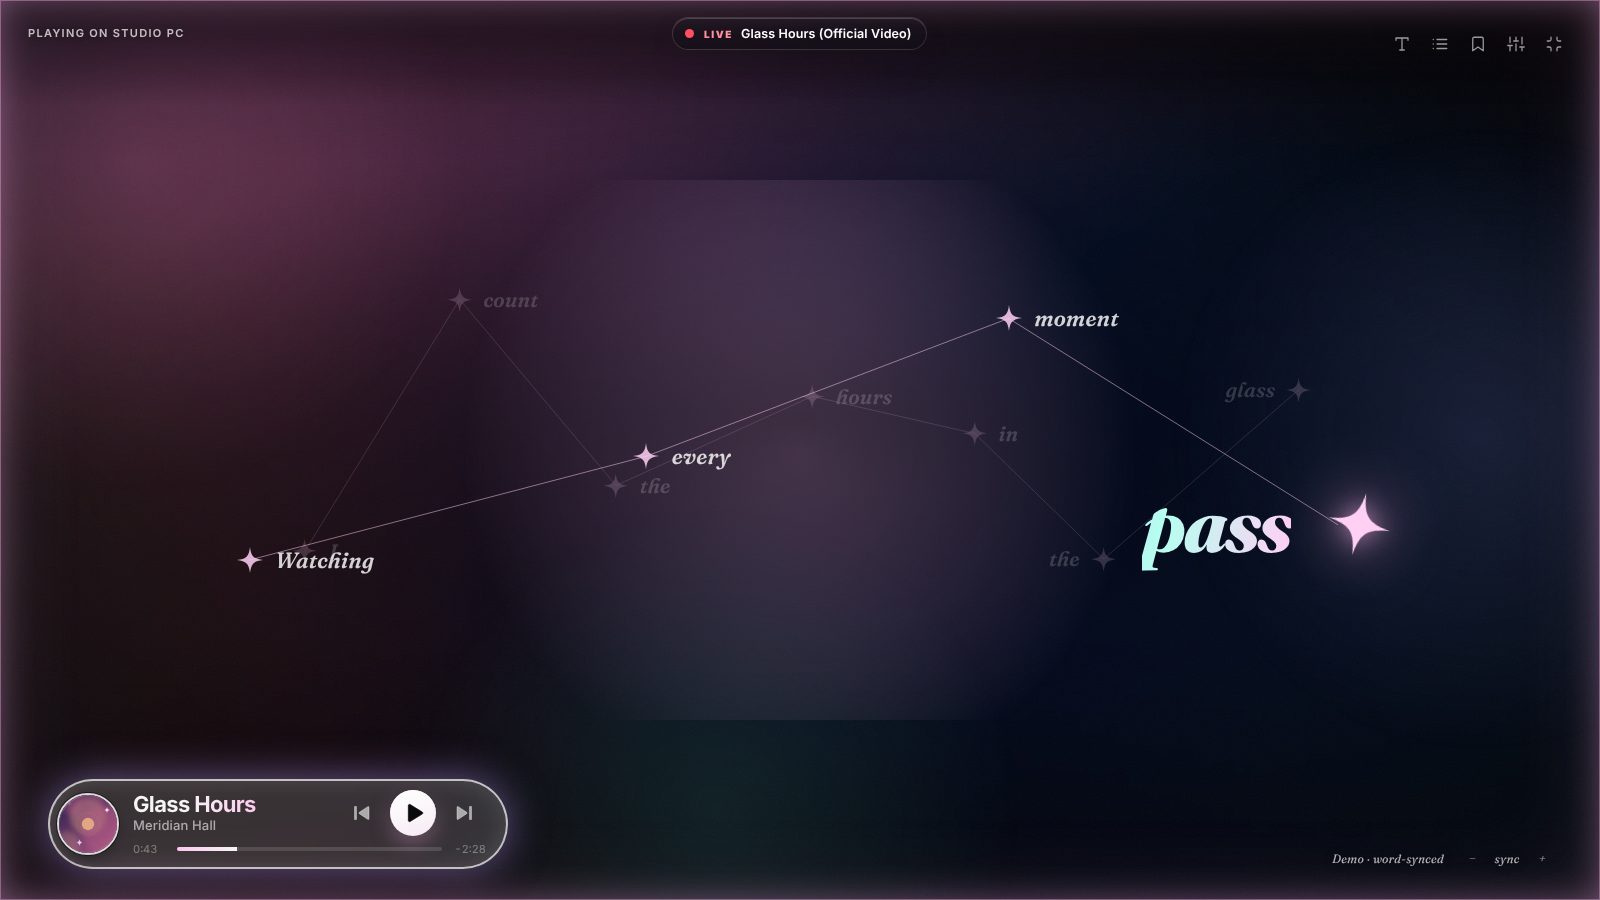 PLAYING ON STUDIO PC
LIVE Glass Hours (Official Video)
count
moment
hours
glass
in
every
the
pass
Watching
the
Glass Hours
Meridian Hall
0:43
-2:28
Demo · word-synced − sync +